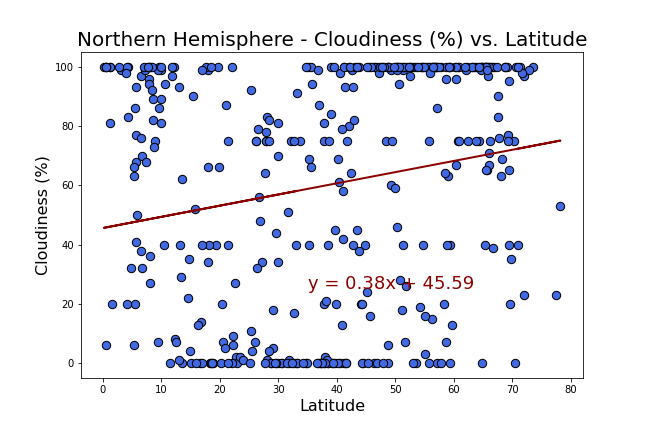 Northern Hemisphere - Cloudiness (%) vs. Latitude
100
80
60
40
20
0
Cloudiness (%)
y = 0.38x + 45.59
0 10 20 30 40 50 60 70 80
Latitude